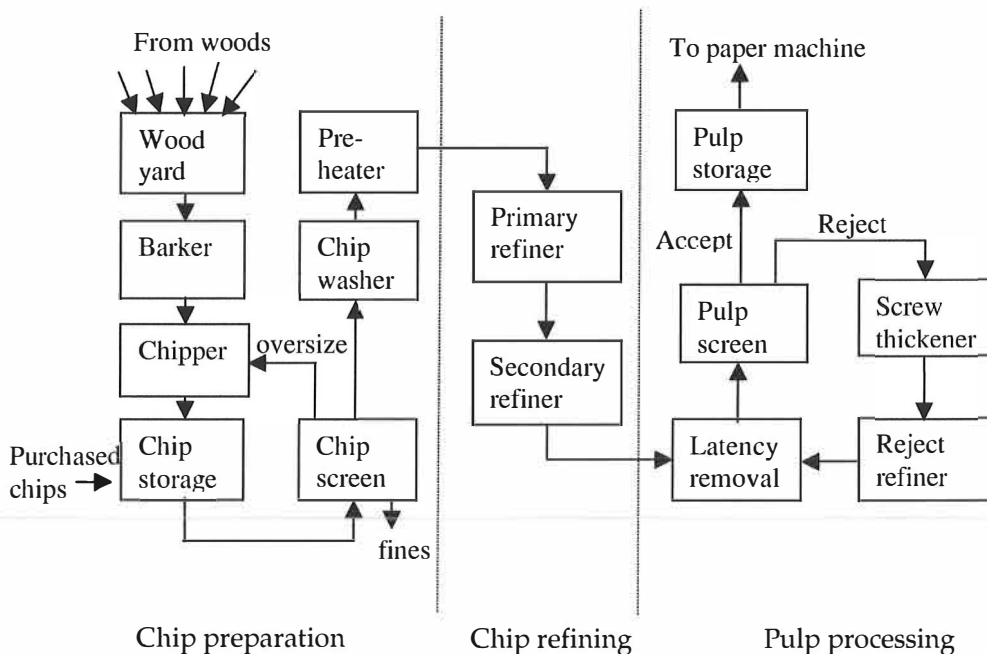 From woods
Wood
yard
Barker
Chipper
Purchased
chips
Chip
storage
Pre-
heater
Chip
washer
oversize
Chip
screen
fines
Chip preparation
Primary
refiner
Secondary
refiner
Chip refining
To paper machine
Pulp
storage
Accept
Reject
Pulp
screen
Screw
thickener
Latency
removal
Reject
refiner
Pulp processing